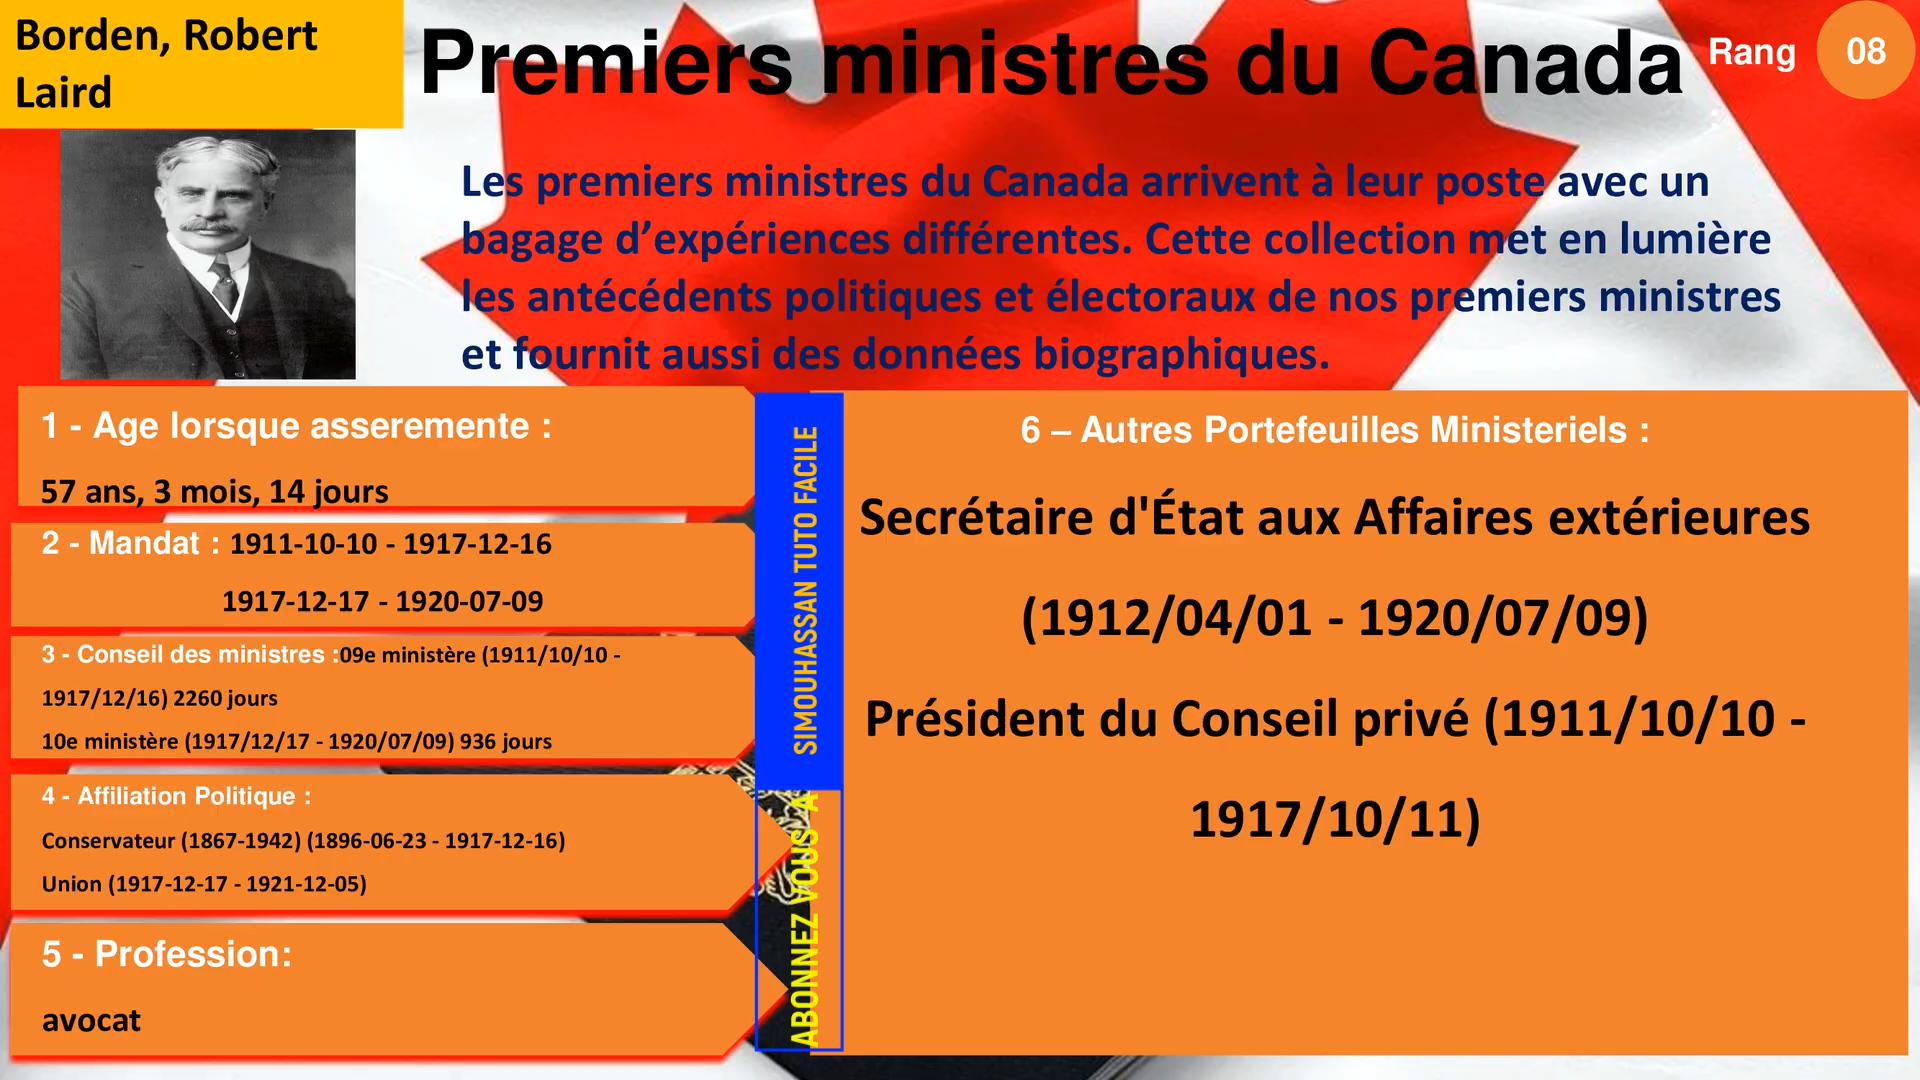 Borden, Robert
Laird
Premiers ministres du Canada
Rang
08
Les premiers ministres du Canada arrivent à leur poste avec un
bagage d’expériences différentes. Cette collection met en lumière
les antécédents politiques et électoraux de nos premiers ministres
et fournit aussi des données biographiques.
1 - Age lorsque asseremente :
57 ans, 3 mois, 14 jours
2 - Mandat : 1911-10-10 - 1917-12-16
1917-12-17 - 1920-07-09
3 - Conseil des ministres :09e ministère (1911/10/10 -
1917/12/16) 2260 jours
10e ministère (1917/12/17 - 1920/07/09) 936 jours
4 - Affiliation Politique :
Conservateur (1867-1942) (1896-06-23 - 1917-12-16)
Union (1917-12-17 - 1921-12-05)
5 - Profession:
avocat
ABONNEZ VOUS A SIMOUHASSAN TUTO FACILE
6 – Autres Portefeuilles Ministeriels :
Secrétaire d'État aux Affaires extérieures
(1912/04/01 - 1920/07/09)
Président du Conseil privé (1911/10/10 -
1917/10/11)